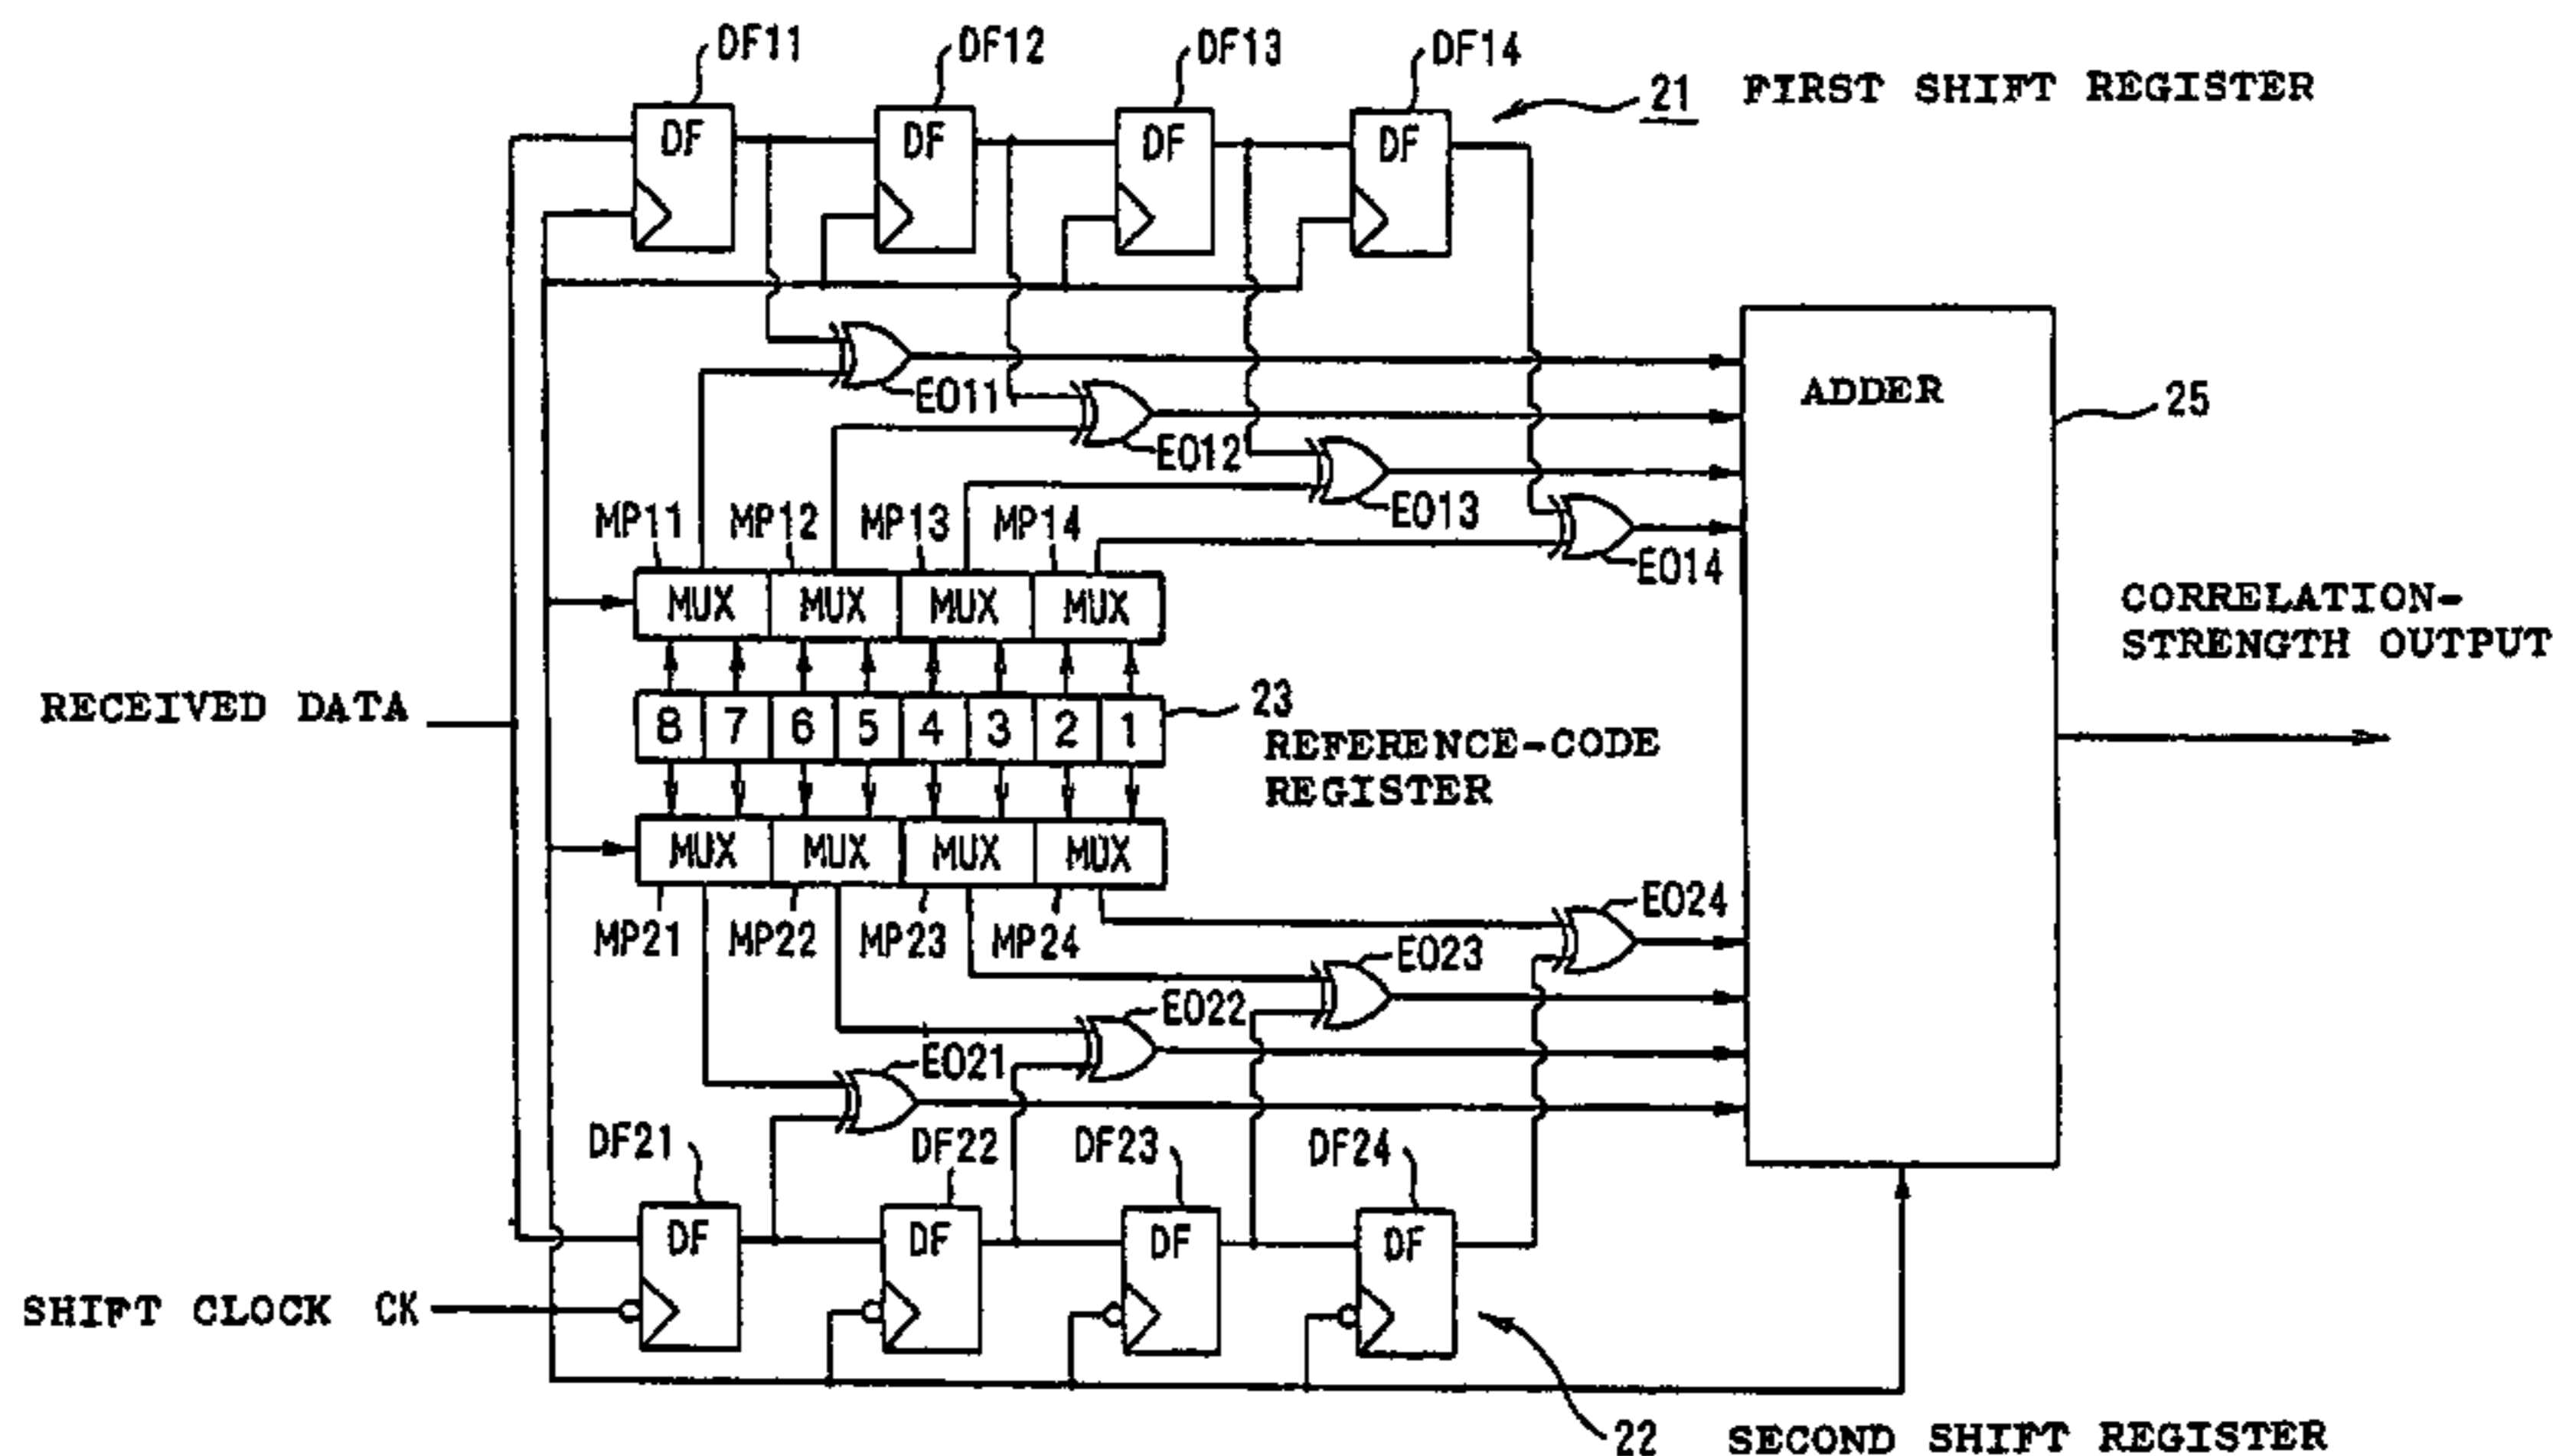 DF11 DF12 DF13 DF14
21 FIRST SHIFT REGISTER
DF DF DF DF
EO11
EO12
EO13
EO14
ADDER
25
MP11 MP12 MP13 MP14
MUX MUX MUX MUX
CORRELATION-
STRENGTH OUTPUT
RECEIVED DATA
8 7 6 5 4 3 2 1
23
REFERENCE-CODE
REGISTER
MUX MUX MUX MUX
MP21 MP22 MP23 MP24
EO24
EO23
EO22
EO21
DF21 DF22 DF23 DF24
DF DF DF DF
SHIFT CLOCK CK
22 SECOND SHIFT REGISTER